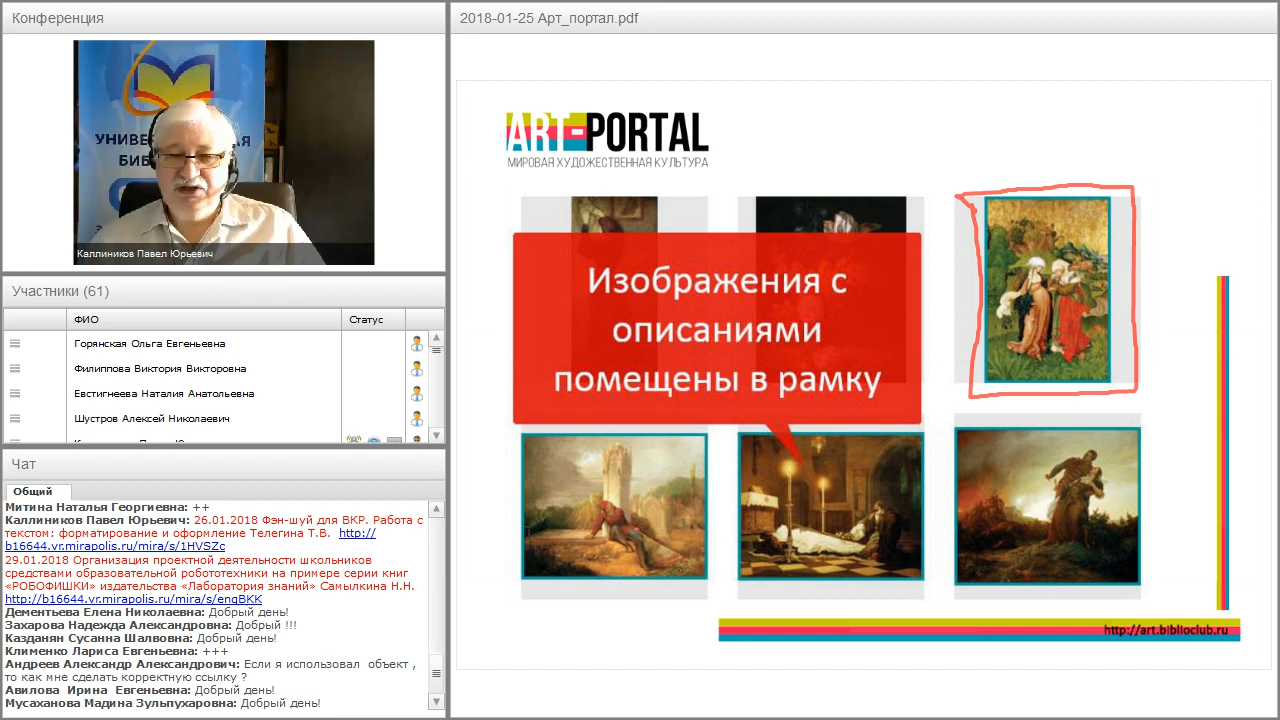 Конференция
УНИВЕР
АЯ
БИБ
Каллиников Павел Юрьевич
Участники (61)
ФИО
Статус
Горянская Ольга Евгеньевна
Филиппова Виктория Викторовна
Евстигнеева Наталия Анатольевна
Шустров Алексей Николаевич
Чат
Общий
Митина Наталья Георгиевна: ++
Каллиников Павел Юрьевич: 26.01.2018 Фэн-шуй для ВКР. Работа с
текстом: форматирование и оформление Телегина Т.В. http://
b16644.vr.mirapolis.ru/mira/s/1HVSZc
29.01.2018 Организация проектной деятельности школьников
средствами образовательной робототехники на примере серии книг
«РОБОФИШКИ» издательства «Лаборатория знаний» Самылкина Н.Н.
http://b16644.vr.mirapolis.ru/mira/s/enqBKK
Дементьева Елена Николаевна: Добрый день!
Захарова Надежда Александровна: Добрый !!!
Казданян Сусанна Шалвовна: Добрый день!
Клименко Лариса Евгеньевна: +++
Андреев Александр Александрович: Если я использовал объект ,
то как мне сделать корректную ссылку ?
Авилова Ирина Евгеньевна: Добрый день!
Мусаханова Мадина Зульпухаровна: Добрый день!
2018-01-25 Арт_портал.pdf
ART-PORTAL
МИРОВАЯ ХУДОЖЕСТВЕННАЯ КУЛЬТУРА
Изображения с
описаниями
помещены в рамку
http://art.biblioclub.ru